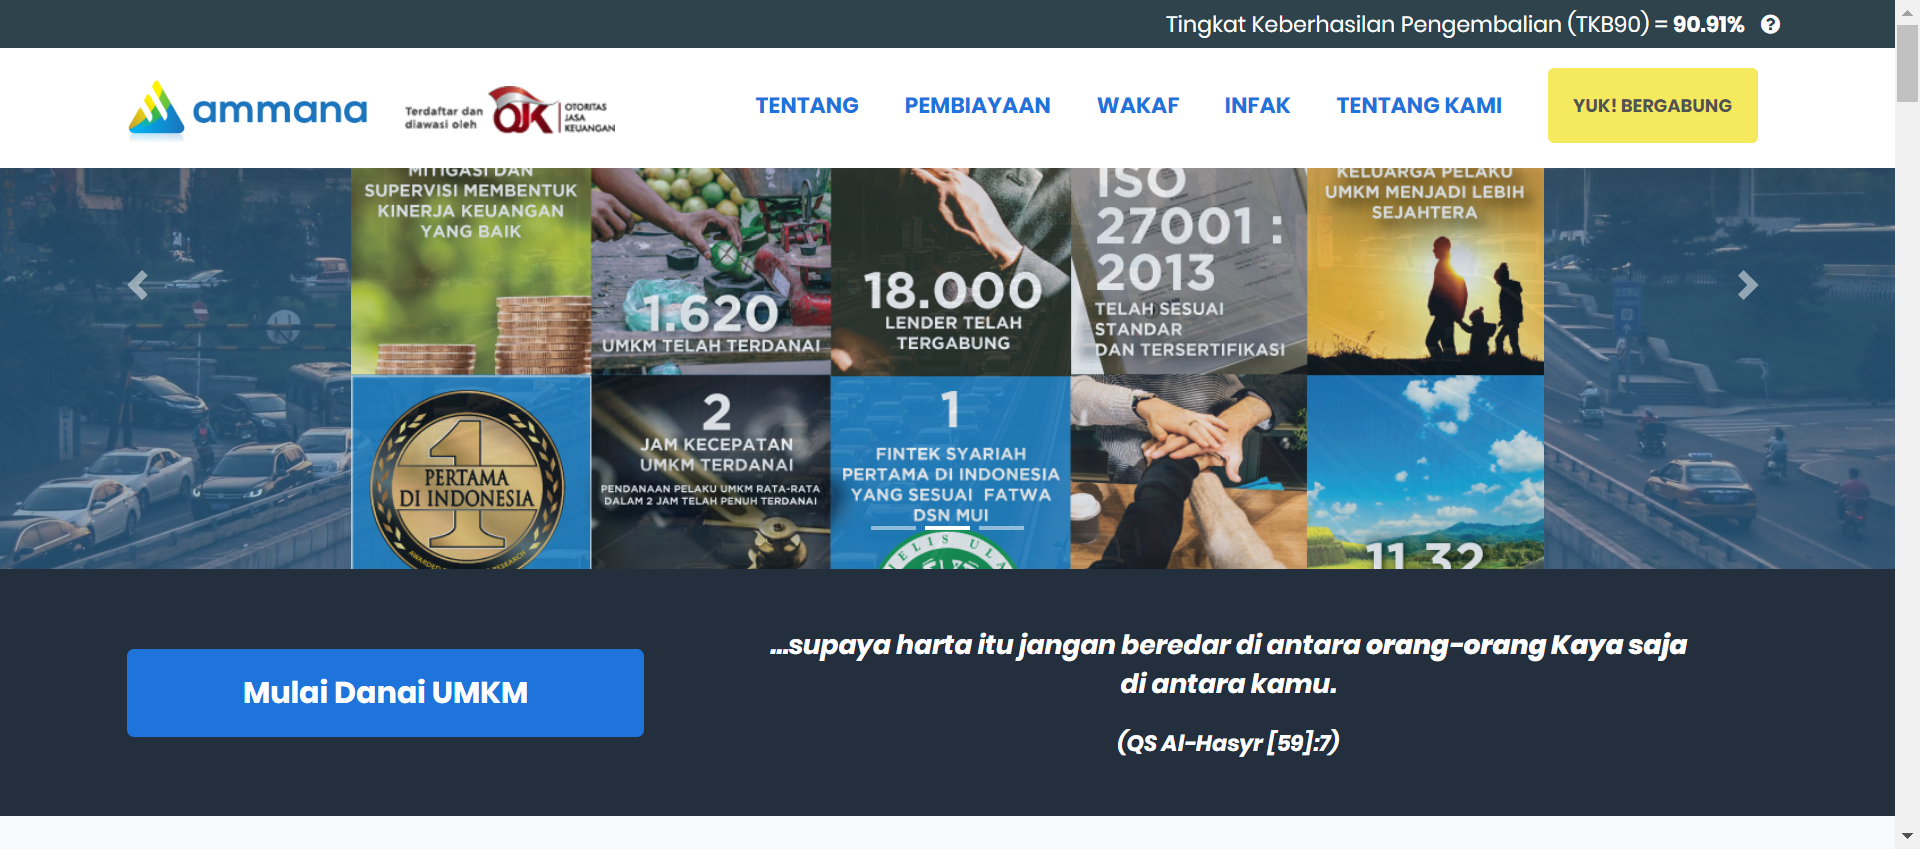 Tingkat Keberhasilan Pengembalian (TKB90) = 90.91%
ammana
Terdaftar dan
diawasi oleh
OJK
OTORITAS
JASA
KEUANGAN
TENTANG
PEMBIAYAAN
WAKAF
INFAK
TENTANG KAMI
YUK! BERGABUNG
MITIGASI DAN
SUPERVISI MEMBENTUK
KINERJA KEUANGAN
YANG BAIK
1.620
UMKM TELAH TERDANAI
18.000
LENDER TELAH
TERGABUNG
ISO
27001 :
2013
TELAH SESUAI
STANDAR
DAN TERSERTIFIKASI
KELUARGA PELAKU
UMKM MENJADI LEBIH
SEJAHTERA
1
PERTAMA
DI INDONESIA
2
JAM KECEPATAN
UMKM TERDANAI
PENDANAAN PELAKU UMKM RATA-RATA
DALAM 2 JAM TELAH PENUH TERDANAI
1
FINTEK SYARIAH
PERTAMA DI INDONESIA
YANG SESUAI FATWA
DSN MUI
11.32
Mulai Danai UMKM
...supaya harta itu jangan beredar di antara orang-orang Kaya saja
di antara kamu.
(QS Al-Hasyr [59]:7)